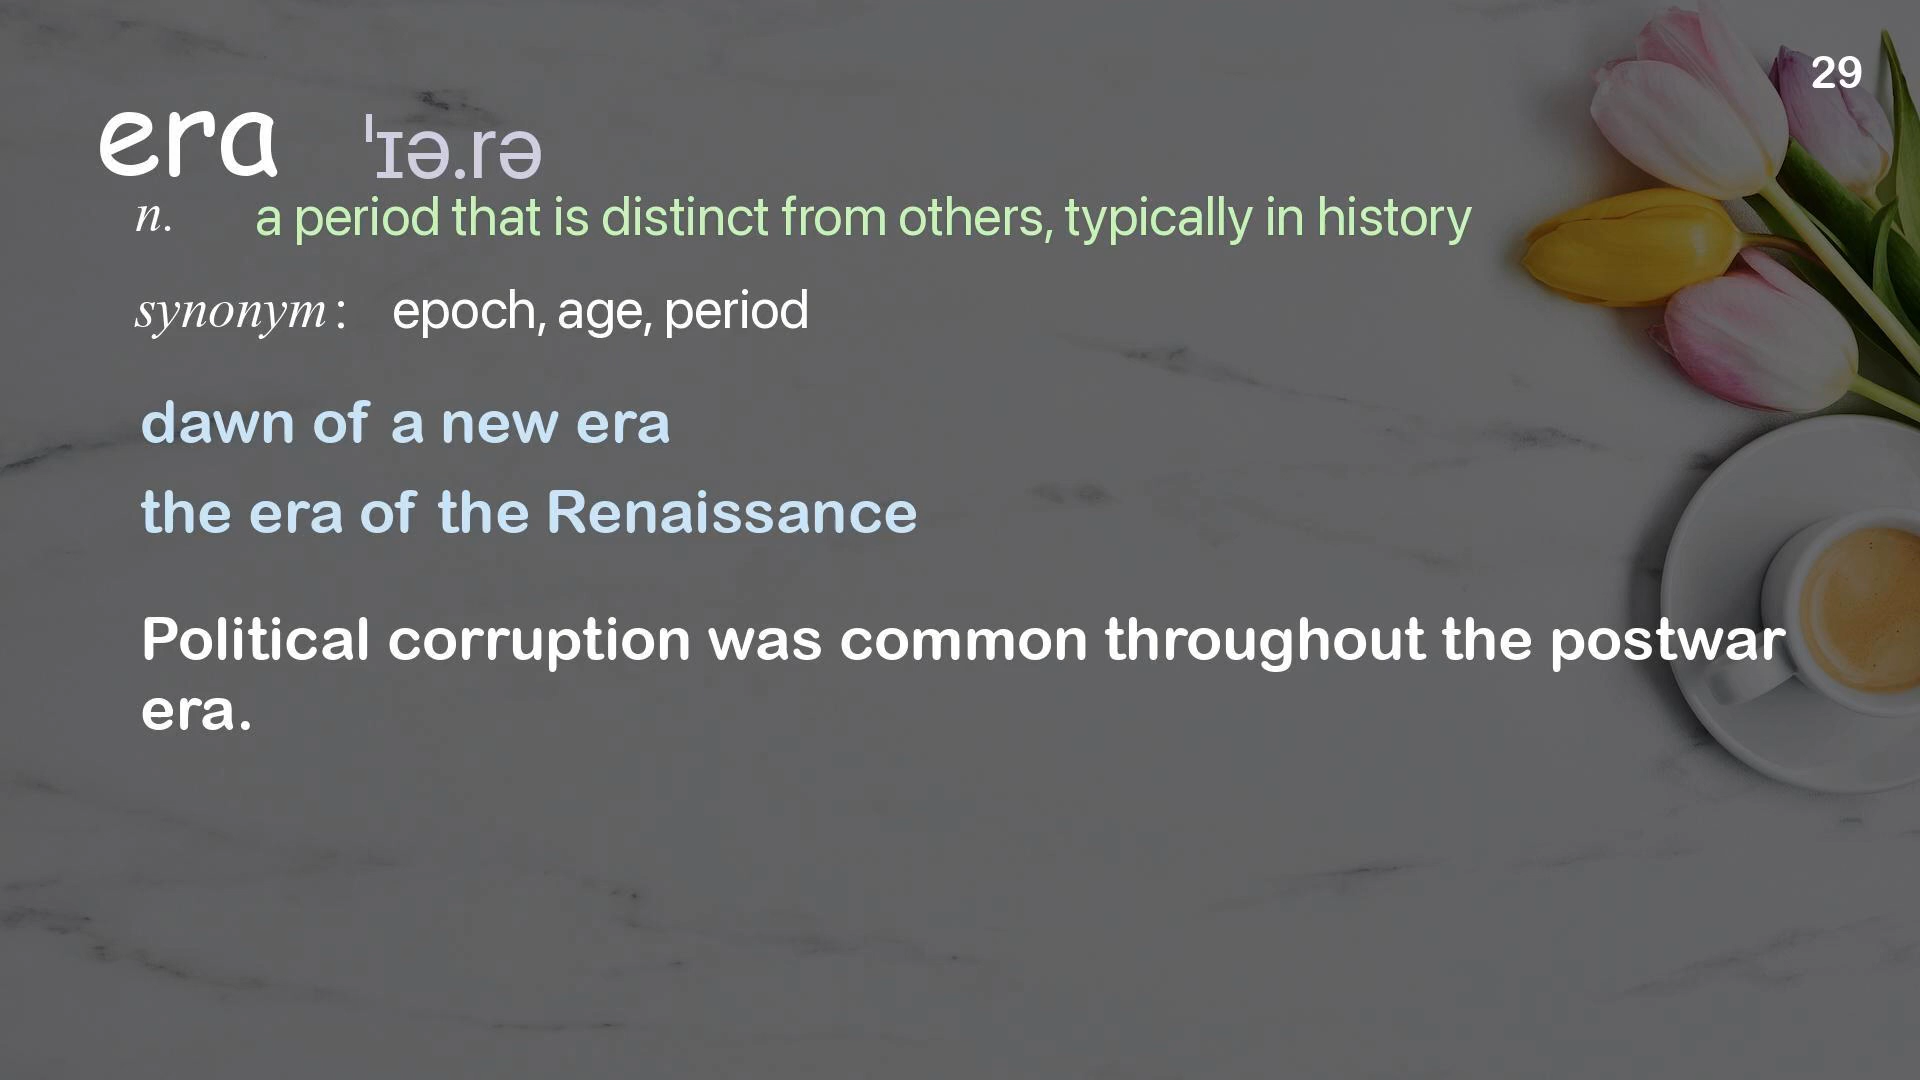 29
era ˈɪə.rə
n. a period that is distinct from others, typically in history
synonym: epoch, age, period
dawn of a new era
the era of the Renaissance
Political corruption was common throughout the postwar
era.